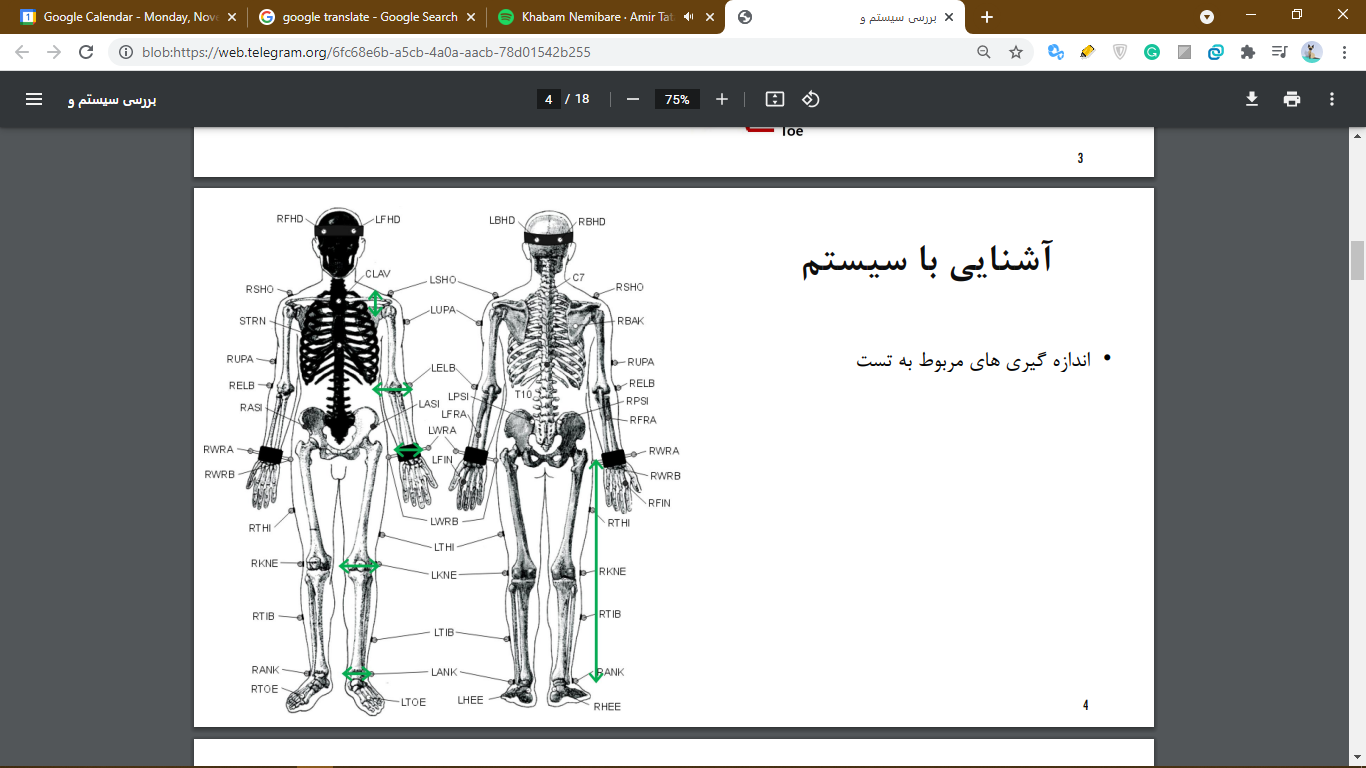 Google Calendar - Monday, Nove
google translate - Google Search
Khabam Nemibare · Amir Tat
بررسی سیستم و
blob:https://web.telegram.org/6fc68e6b-a5cb-4a0a-aacb-78d01542b255
بررسی سیستم و
4 / 18
75%
Toe
3
آشنایی با سیستم
• اندازه گیری های مربوط به تست
RFHD
LFHD
LBHD
RBHD
CLAV
C7
RSHO
LSHO
RSHO
STRN
LUPA
RBAK
RUPA
RUPA
RELB
LELB
RELB
LPSI
T10
RPSI
RASI
LASI
LFRA
RFRA
RWRA
LWRA
RWRA
RWRB
LFIN
RWRB
RFIN
RTHI
LWRB
RTHI
LTHI
RKNE
LKNE
RKNE
RTIB
LTIB
RTIB
RANK
LANK
RANK
RTOE
LTOE
LHEE
RHEE
4